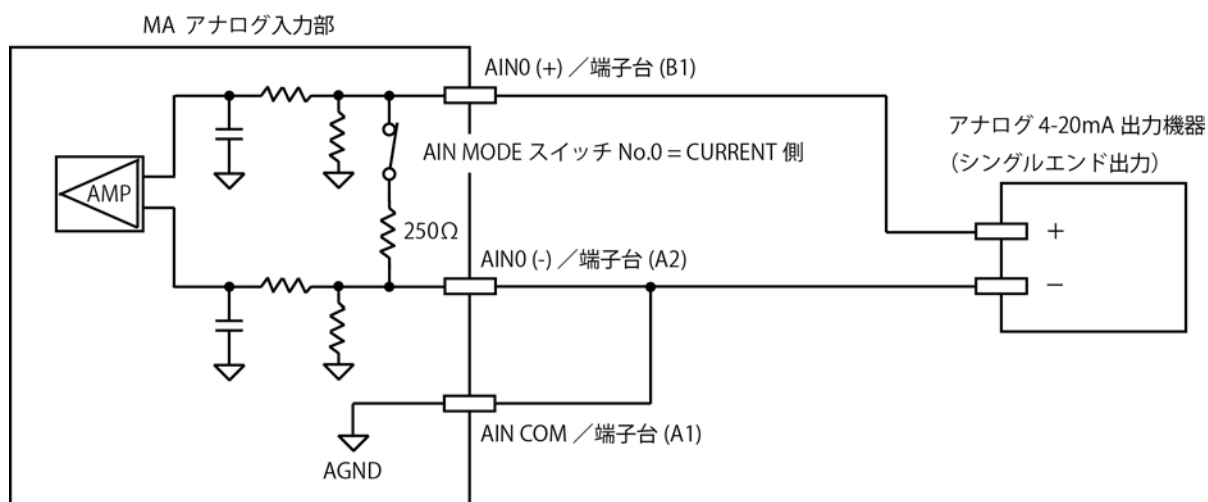 MA アナログ入力部
AIN0 (+) ／端子台 (B1)
アナログ 4-20mA 出力機器
（シングルエンド出力）
AIN MODE スイッチ No.0 = CURRENT 側
AMP
+
250Ω
AIN0 (-) ／端子台 (A2)
−
AIN COM ／端子台 (A1)
AGND